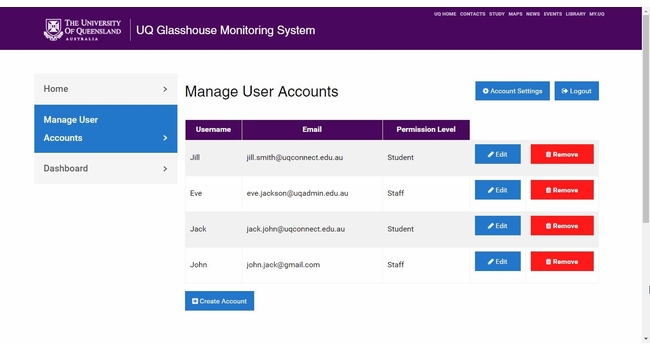 UQ HOME CONTACTS STUDY MAPS NEWS EVENTS LIBRARY MY.UQ
THE UNIVERSITY
OF QUEENSLAND
AUSTRALIA
UQ Glasshouse Monitoring System
Home
Manage User
Accounts
Dashboard
Manage User Accounts
Account Settings
Logout
Username Email Permission Level
Jill jill.smith@uqconnect.edu.au Student Edit Remove
Eve eve.jackson@uqadmin.edu.au Staff Edit Remove
Jack jack.john@uqconnect.edu.au Student Edit Remove
John john.jack@gmail.com Staff Edit Remove
Create Account